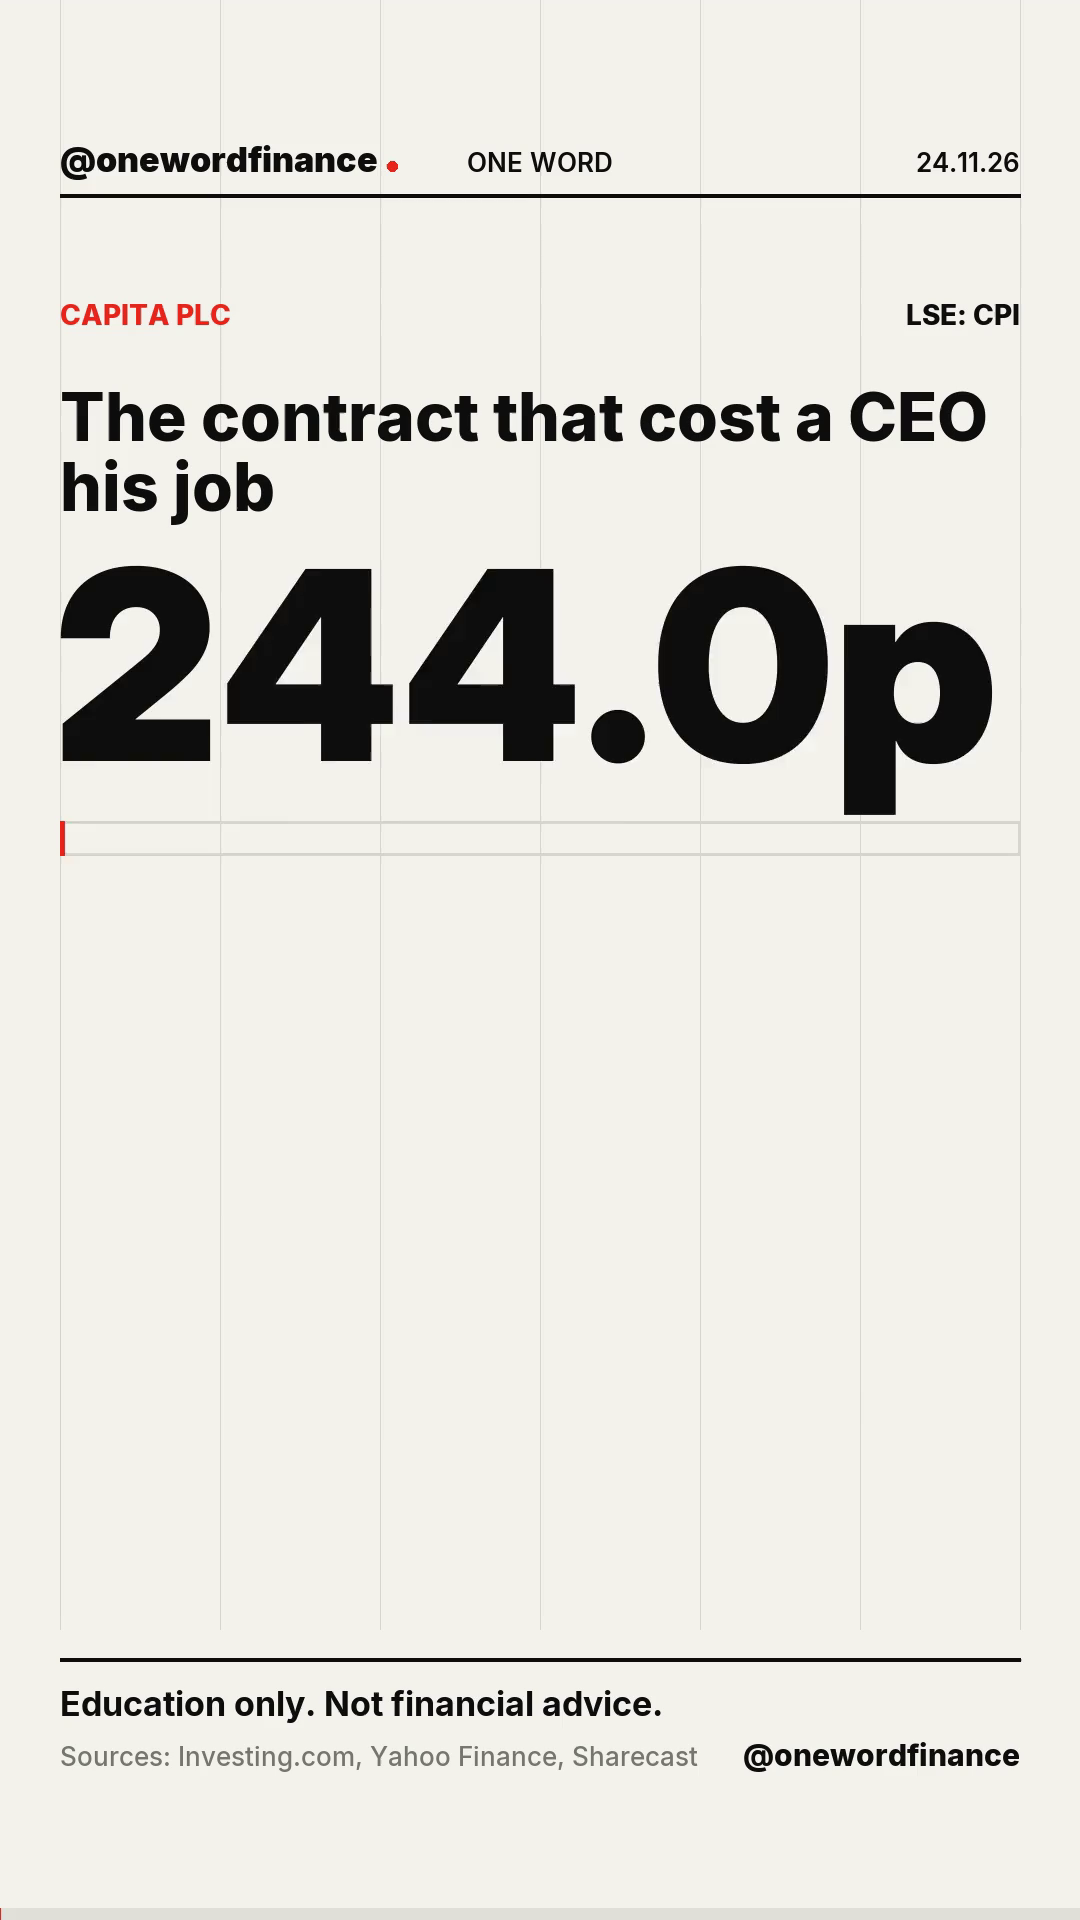 @onewordfinance
ONE WORD
24.11.26
CAPITA PLC
LSE: CPI
The contract that cost a CEO
his job
244.0p
Education only. Not financial advice.
Sources: Investing.com, Yahoo Finance, Sharecast
@onewordfinance